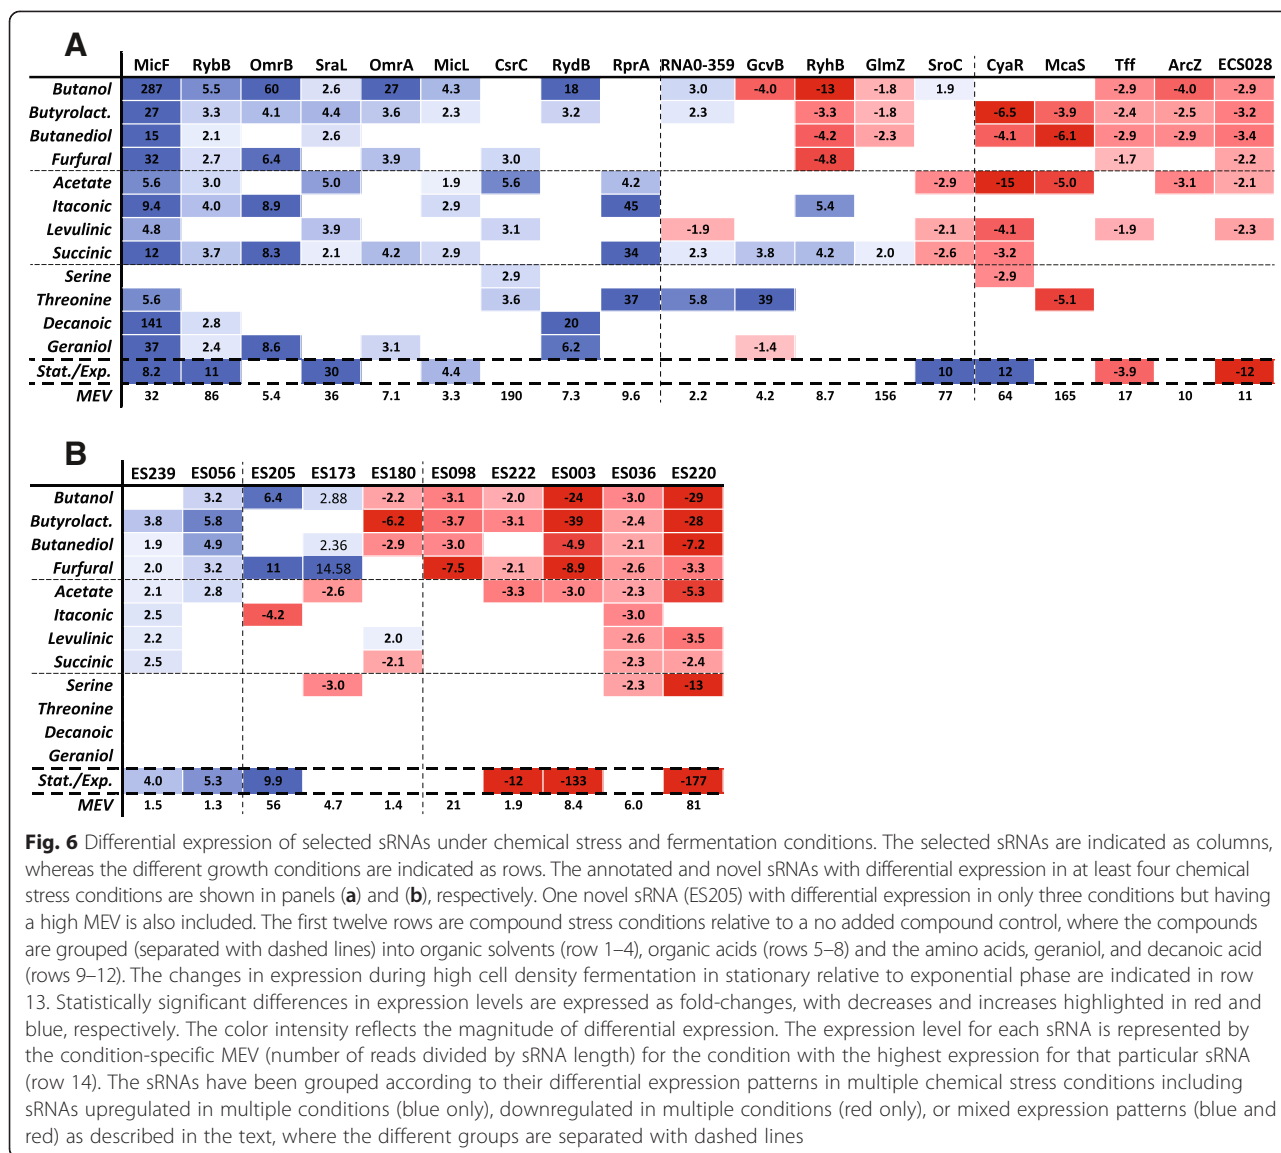 A
MicF RybB OmrB SraL OmrA MicL CsrC RydB RprA RNA0-359 GcvB RyhB GlmZ SroC CyaR McaS Tff ArcZ ECS028
Butanol 287 5.5 60 2.6 27 4.3 18 3.0 -4.0 -13 -1.8 1.9 -2.9 -4.0 -2.9
Butyrolact. 27 3.3 4.1 4.4 3.6 2.3 3.2 2.3 -3.3 -1.8 -6.5 -3.9 -2.4 -2.5 -3.2
Butanediol 15 2.1 2.6 -4.2 -2.3 -4.1 -6.1 -2.9 -2.9 -3.4
Furfural 32 2.7 6.4 3.9 3.0 -4.8 -1.7 -2.2
Acetate 5.6 3.0 5.0 1.9 5.6 4.2 -2.9 -15 -5.0 -3.1 -2.1
Itaconic 9.4 4.0 8.9 2.9 45 5.4
Levulinic 4.8 3.9 3.1 -1.9 -2.1 -4.1 -1.9 -2.3
Succinic 12 3.7 8.3 2.1 4.2 2.9 34 2.3 3.8 4.2 2.0 -2.6 -3.2
Serine 2.9 -2.9
Threonine 5.6 3.6 37 5.8 39 -5.1
Decanoic 141 2.8 20
Geraniol 37 2.4 8.6 3.1 6.2 -1.4
Stat./Exp. 8.2 11 30 4.4 10 12 -3.9 -12
MEV 32 86 5.4 36 7.1 3.3 190 7.3 9.6 2.2 4.2 8.7 156 77 64 165 17 10 11
B
ES239 ES056 ES205 ES173 ES180 ES098 ES222 ES003 ES036 ES220
Butanol 3.2 6.4 2.88 -2.2 -3.1 -2.0 -24 -3.0 -29
Butyrolact. 3.8 5.8 -6.2 -3.7 -3.1 -39 -2.4 -28
Butanediol 1.9 4.9 2.36 -2.9 -3.0 -4.9 -2.1 -7.2
Furfural 2.0 3.2 11 14.58 -7.5 -2.1 -8.9 -2.6 -3.3
Acetate 2.1 2.8 -2.6 -3.3 -3.0 -2.3 -5.3
Itaconic 2.5 -4.2 -3.0
Levulinic 2.2 2.0 -2.6 -3.5
Succinic 2.5 -2.1 -2.3 -2.4
Serine -3.0 -2.3 -13
Threonine
Decanoic
Geraniol
Stat./Exp. 4.0 5.3 9.9 -12 -133 -177
MEV 1.5 1.3 56 4.7 1.4 21 1.9 8.4 6.0 81
Fig. 6 Differential expression of selected sRNAs under chemical stress and fermentation conditions. The selected sRNAs are indicated as columns,
whereas the different growth conditions are indicated as rows. The annotated and novel sRNAs with differential expression in at least four chemical
stress conditions are shown in panels (a) and (b), respectively. One novel sRNA (ES205) with differential expression in only three conditions but having
a high MEV is also included. The first twelve rows are compound stress conditions relative to a no added compound control, where the compounds
are grouped (separated with dashed lines) into organic solvents (row 1–4), organic acids (rows 5–8) and the amino acids, geraniol, and decanoic acid
(rows 9–12). The changes in expression during high cell density fermentation in stationary relative to exponential phase are indicated in row
13. Statistically significant differences in expression levels are expressed as fold-changes, with decreases and increases highlighted in red and
blue, respectively. The color intensity reflects the magnitude of differential expression. The expression level for each sRNA is represented by
the condition-specific MEV (number of reads divided by sRNA length) for the condition with the highest expression for that particular sRNA
(row 14). The sRNAs have been grouped according to their differential expression patterns in multiple chemical stress conditions including
sRNAs upregulated in multiple conditions (blue only), downregulated in multiple conditions (red only), or mixed expression patterns (blue and
red) as described in the text, where the different groups are separated with dashed lines